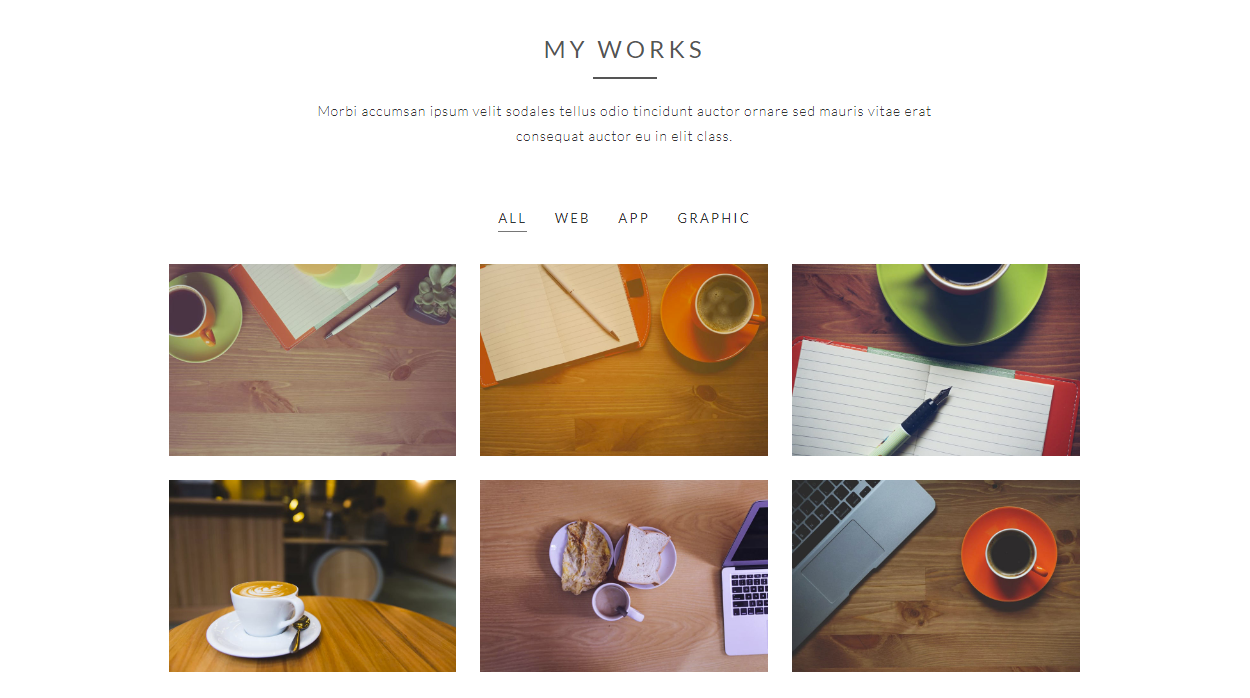 MY WORKS
Morbi accumsan ipsum velit sodales tellus odio tincidunt auctor ornare sed mauris vitae erat
consequat auctor eu in elit class.
ALL WEB APP GRAPHIC